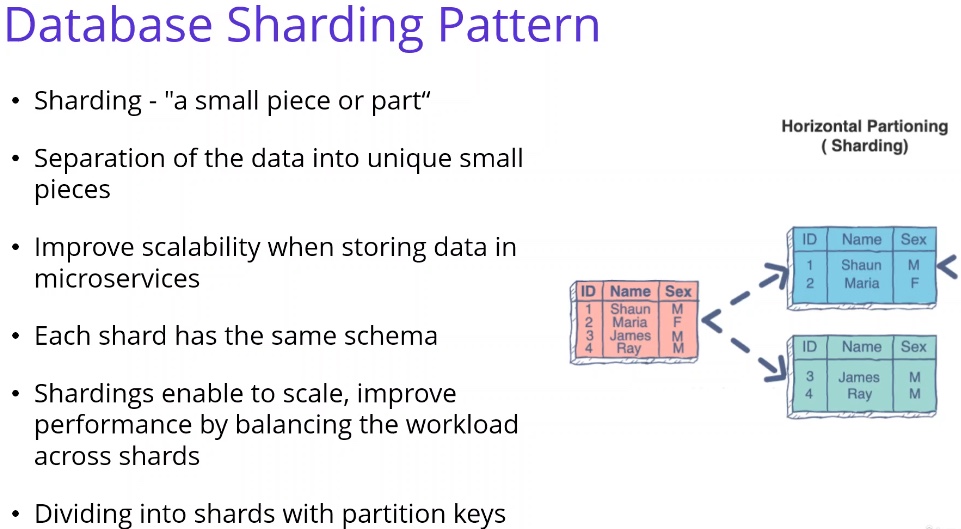 Database Sharding Pattern
• Sharding - "a small piece or part“
• Separation of the data into unique small
pieces
• Improve scalability when storing data in
microservices
• Each shard has the same schema
• Shardings enable to scale, improve
performance by balancing the workload
across shards
• Dividing into shards with partition keys
Horizontal Partioning
( Sharding)
ID Name Sex
1 Shaun M
2 Maria F
3 James M
4 Ray M
ID Name Sex
1 Shaun M
2 Maria F
ID Name Sex
3 James M
4 Ray M